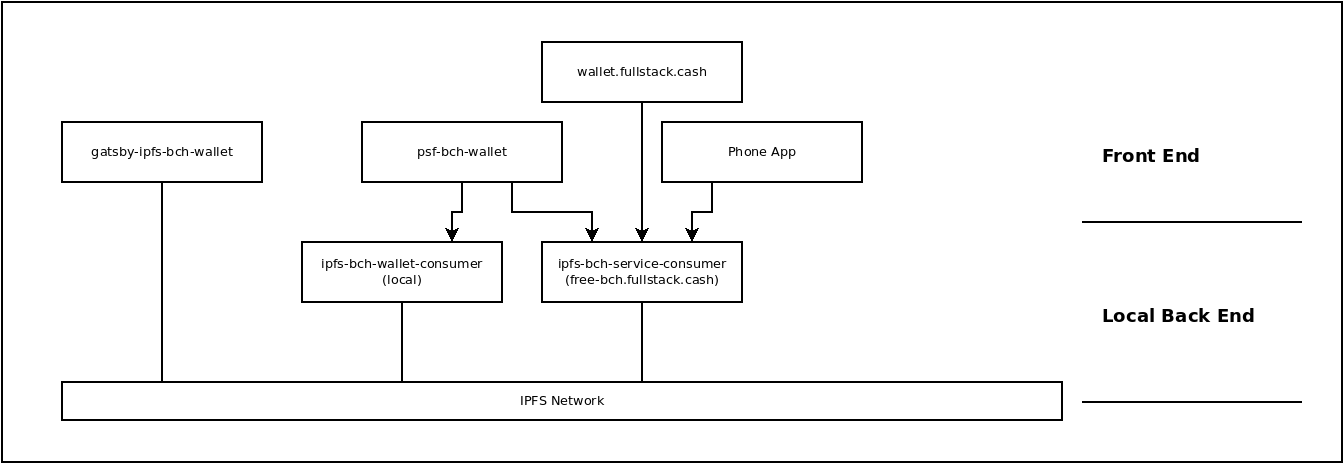 wallet.fullstack.cash
gatsby-ipfs-bch-wallet
psf-bch-wallet
Phone App
Front End
ipfs-bch-wallet-consumer
(local)
ipfs-bch-service-consumer
(free-bch.fullstack.cash)
Local Back End
IPFS Network